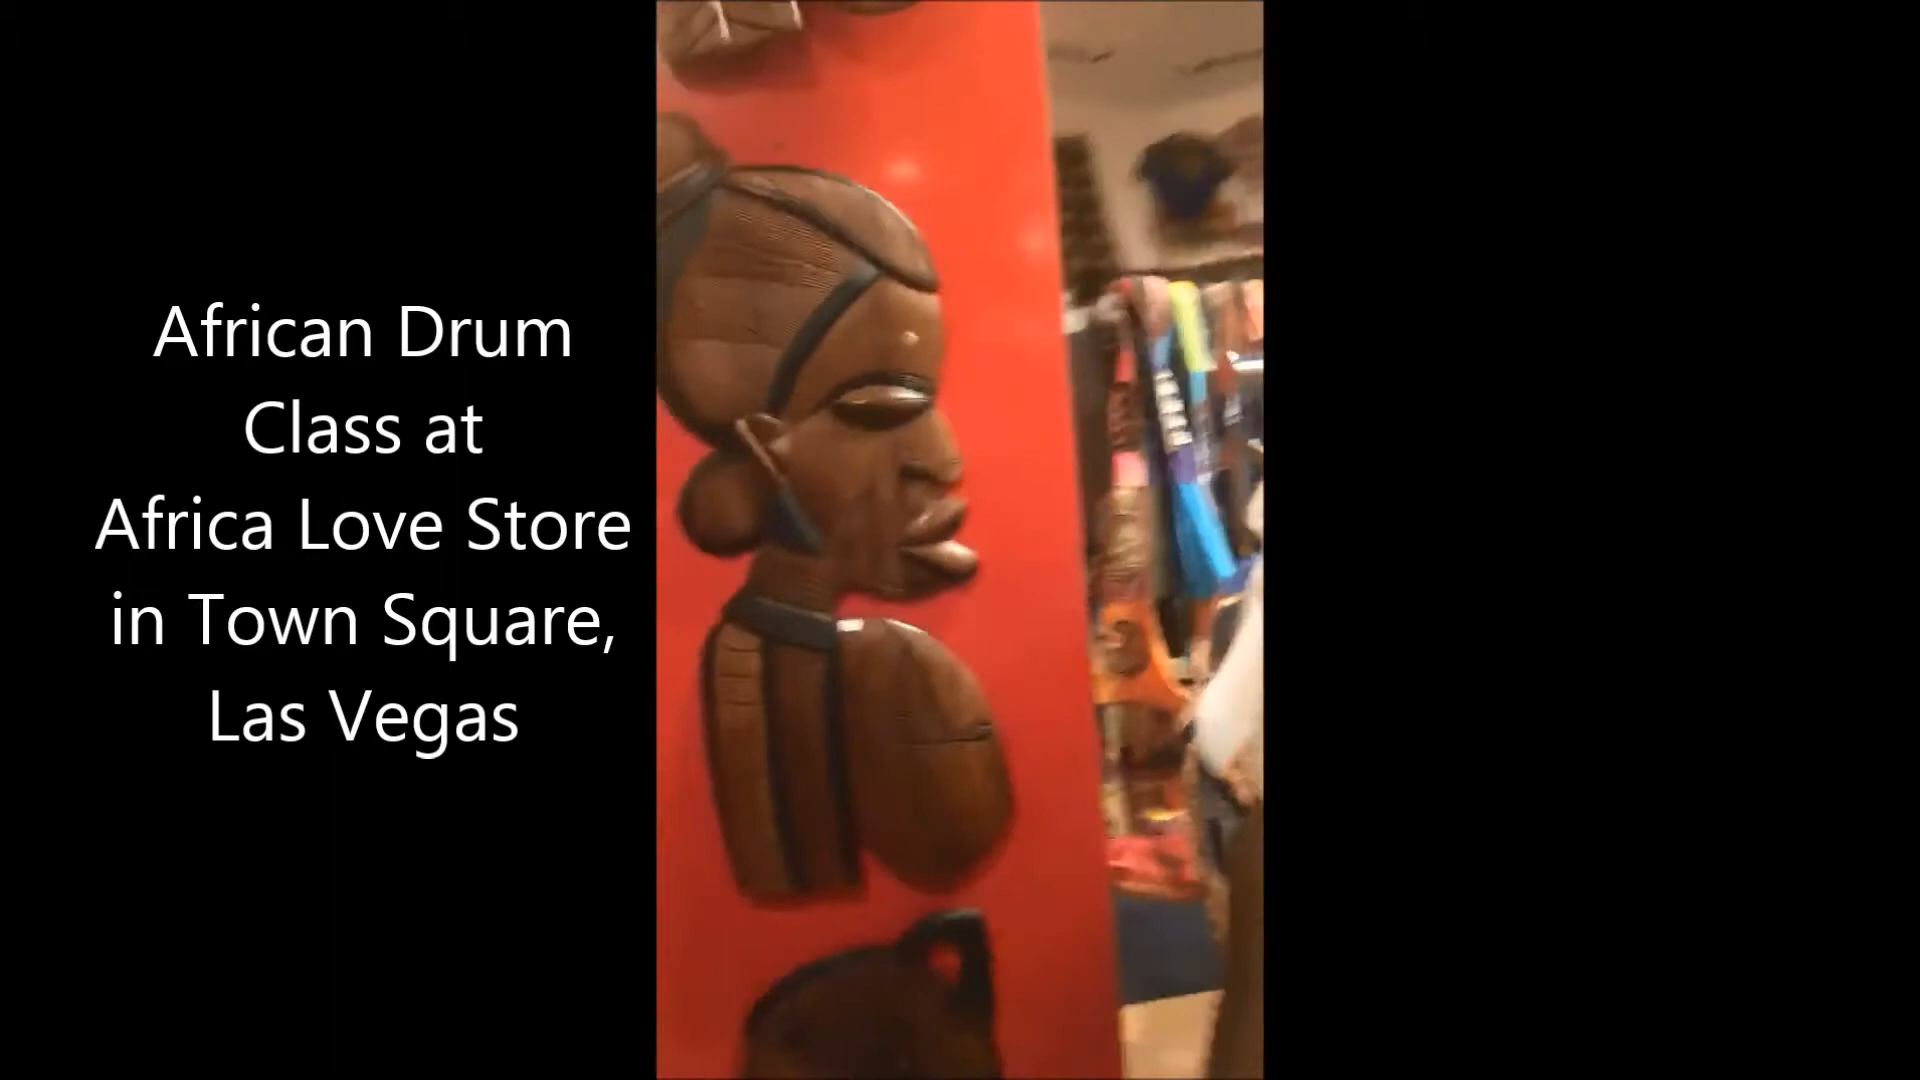 African Drum
Class at
Africa Love Store
in Town Square,
Las Vegas